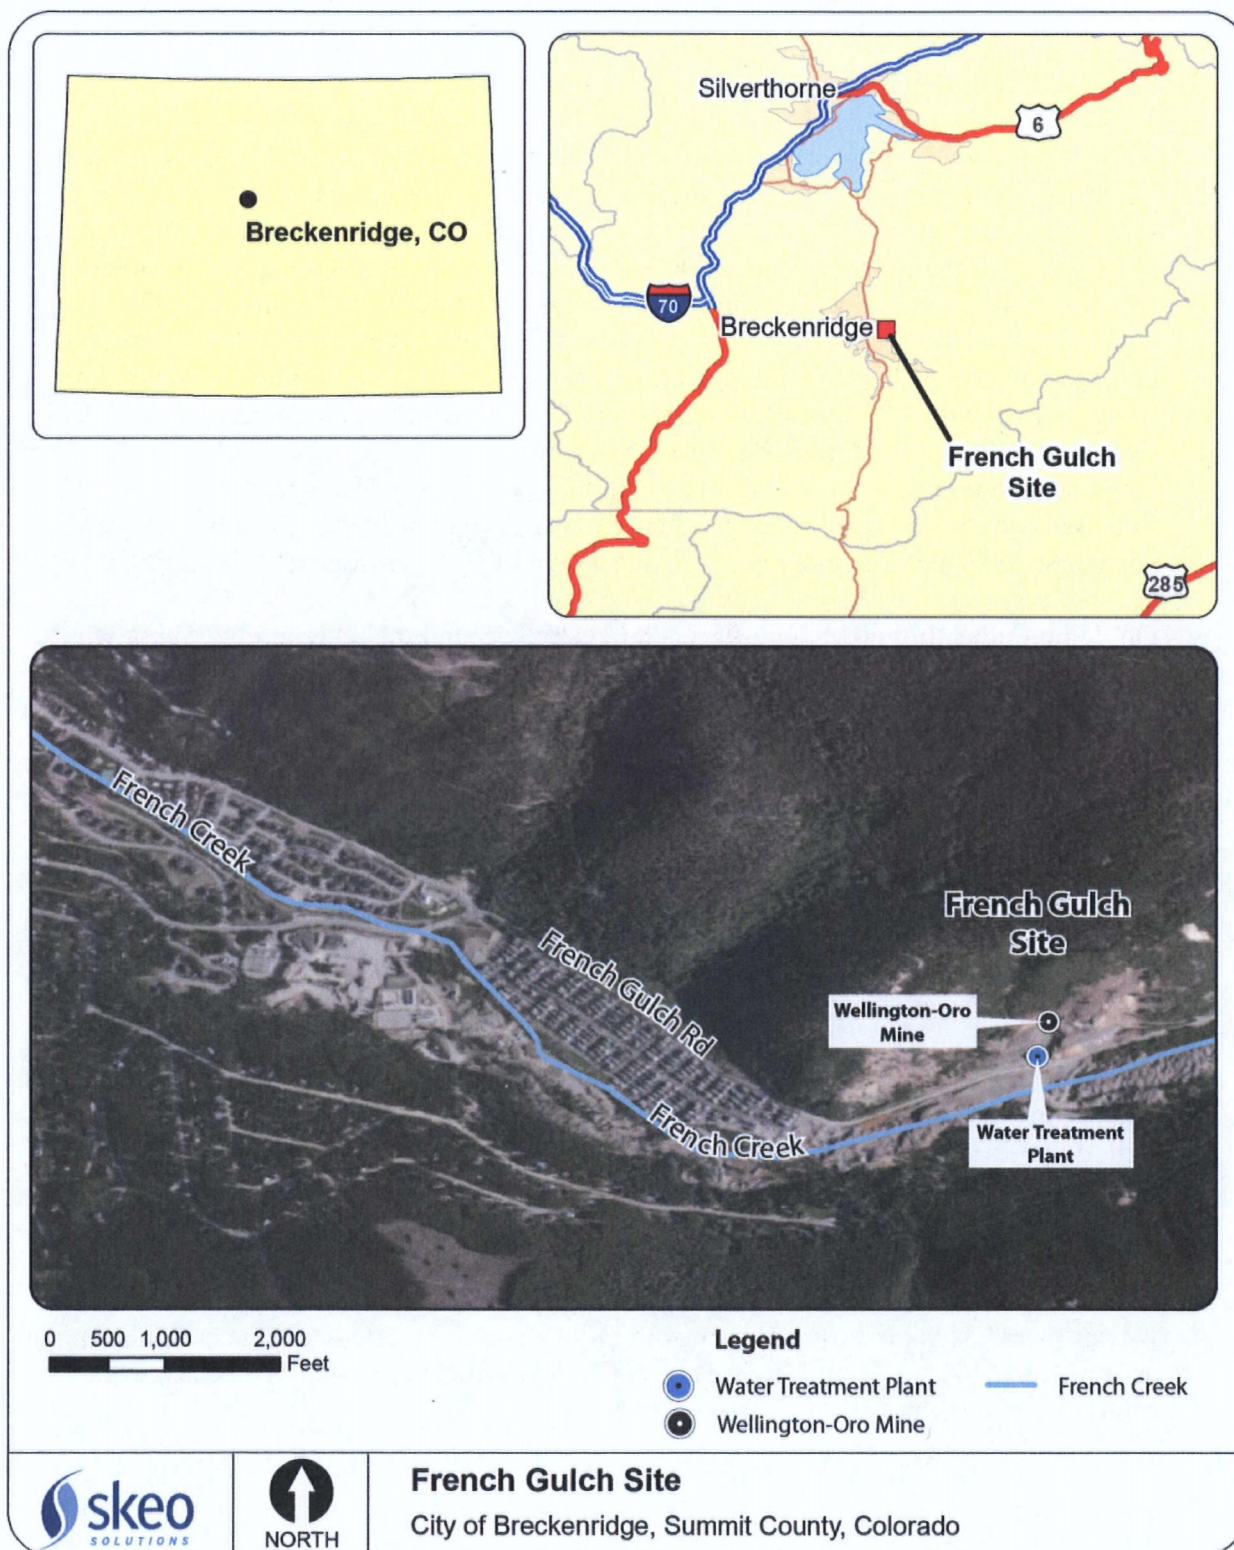 Breckenridge, CO
Silverthorne
6
70
Breckenridge
French Gulch
Site
285
French Creek
French Gulch Rd
French Gulch
Site
Wellington-Oro
Mine
French Creek
Water Treatment
Plant
0 500 1,000 2,000
Feet
Legend
Water Treatment Plant
French Creek
Wellington-Oro Mine
skeo
SOLUTIONS
NORTH
French Gulch Site
City of Breckenridge, Summit County, Colorado